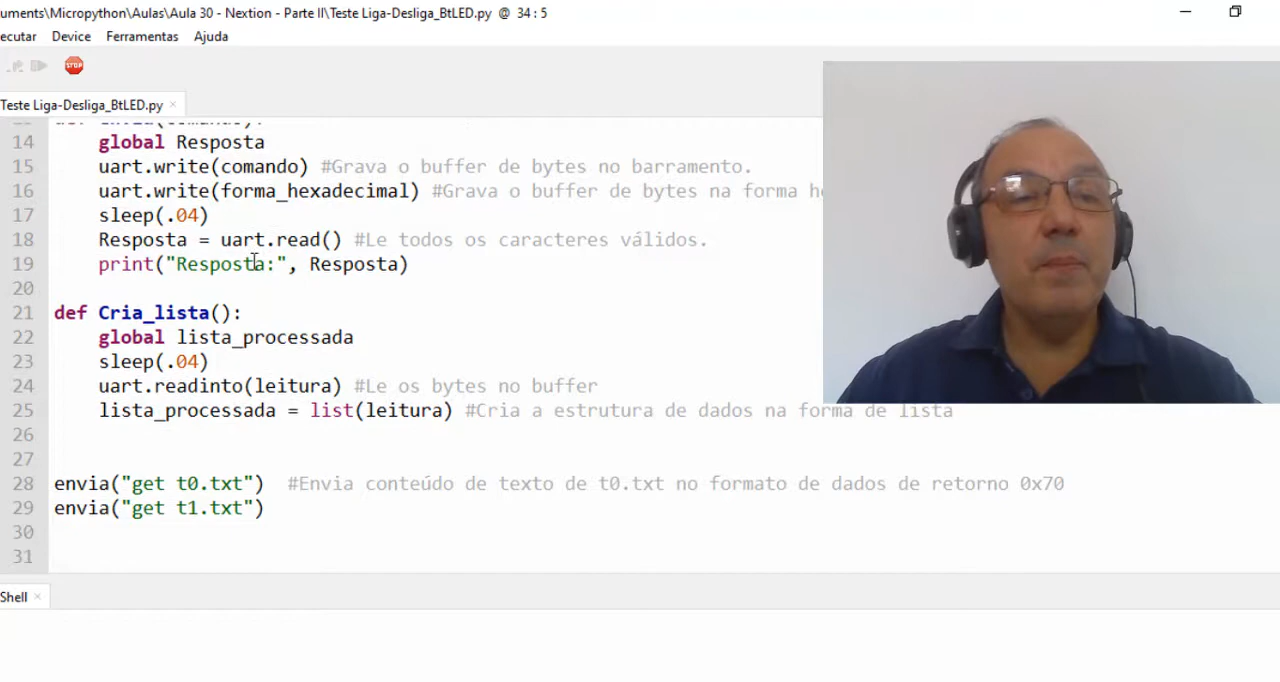 uments\Micropython\Aulas\Aula 30 - Nextion - Parte II\Teste Liga-Desliga_BtLED.py @ 34 : 5
ecutar Device Ferramentas Ajuda
STOP
Teste Liga-Desliga_BtLED.py ×
14 global Resposta
15 uart.write(comando) #Grava o buffer de bytes no barramento.
16 uart.write(forma_hexadecimal) #Grava o buffer de bytes na forma he
17 sleep(.04)
18 Resposta = uart.read() #Le todos os caracteres válidos.
19 print("Resposta:", Resposta)
20
21 def Cria_lista():
22 global lista_processada
23 sleep(.04)
24 uart.readinto(leitura) #Le os bytes no buffer
25 lista_processada = list(leitura) #Cria a estrutura de dados na forma de lista
26
27
28 envia("get t0.txt") #Envia conteúdo de texto de t0.txt no formato de dados de retorno 0x70
29 envia("get t1.txt")
30
31
Shell ×